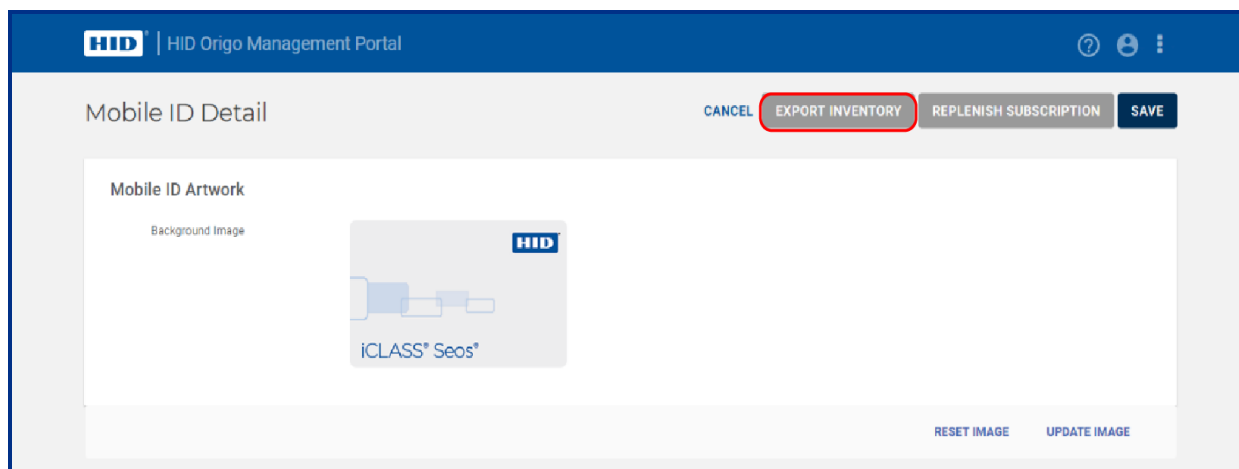 HID | HID Origo Management Portal
Mobile ID Detail
CANCEL EXPORT INVENTORY REPLENISH SUBSCRIPTION SAVE
Mobile ID Artwork
Background Image
HID
iCLASS® Seos®
RESET IMAGE UPDATE IMAGE